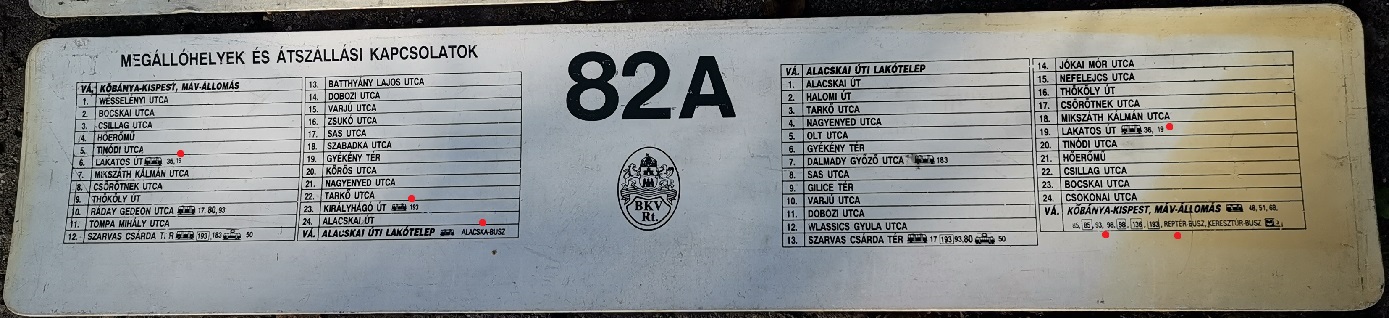 MEGÁLLÓHELYEK ÉS ÁTSZÁLLÁSI KAPCSOLATOK
VÁ. KŐBÁNYA-KISPEST, MÁV-ÁLLOMÁS
1. WESSELÉNYI UTCA
2. BOCSKAI UTCA
3. CSILLAG UTCA
4. HŐERŐMŰ
5. TINÓDI UTCA
6. LAKATOS ÚT 36, 19
7. MIKSZÁTH KÁLMÁN UTCA
8. CSÖRÖTNEK UTCA
9. THÖKÖLY ÚT
10. RÁDAY GEDEON UTCA 17, 80, 93
11. TOMPA MIHÁLY UTCA
12. SZARVAS CSÁRDA T. R 193, 183 50
13. BATTHYÁNY LAJOS UTCA
14. DOBOZI UTCA
15. VARJÚ UTCA
16. ZSUKÓ UTCA
17. SAS UTCA
18. SZABADKA UTCA
19. GYÉKÉNY TÉR
20. KÖRÖS UTCA
21. NAGYENYED UTCA
22. TARKŐ UTCA
23. KIRÁLYHÁGÓ ÚT 193
24. ALACSKAI ÚT
VÁ. ALACSKAI ÚTI LAKÓTELEP ALACSKA-BUSZ
82A
BKV
Rt.
VÁ. ALACSKAI ÚTI LAKÓTELEP
1. ALACSKAI ÚT
2. HALOMI ÚT
3. TARKŐ UTCA
4. NAGYENYED UTCA
5. OLT UTCA
6. GYÉKÉNY TÉR
7. DALMADY GYŐZŐ UTCA 183
8. SAS UTCA
9. GILICE TÉR
10. VARJÚ UTCA
11. DOBOZI UTCA
12. WLASSICS GYULA UTCA
13. SZARVAS CSÁRDA TÉR 17 193 93,80 50
14. JÓKAI MÓR UTCA
15. NEFELEJCS UTCA
16. THÖKÖLY ÚT
17. CSÖRÖTNEK UTCA
18. MIKSZÁTH KÁLMÁN UTCA
19. LAKATOS ÚT 36, 19
20. TINÓDI UTCA
21. HŐERŐMŰ
22. CSILLAG UTCA
23. BOCSKAI UTCA
24. CSOKONAI UTCA
VÁ. KŐBÁNYA-KISPEST, MÁV-ÁLLOMÁS 48, 51, 68,
85, 85, 93, 98, 98, 136, 193, REPTÉR-BUSZ, KERESZTÚR-BUSZ